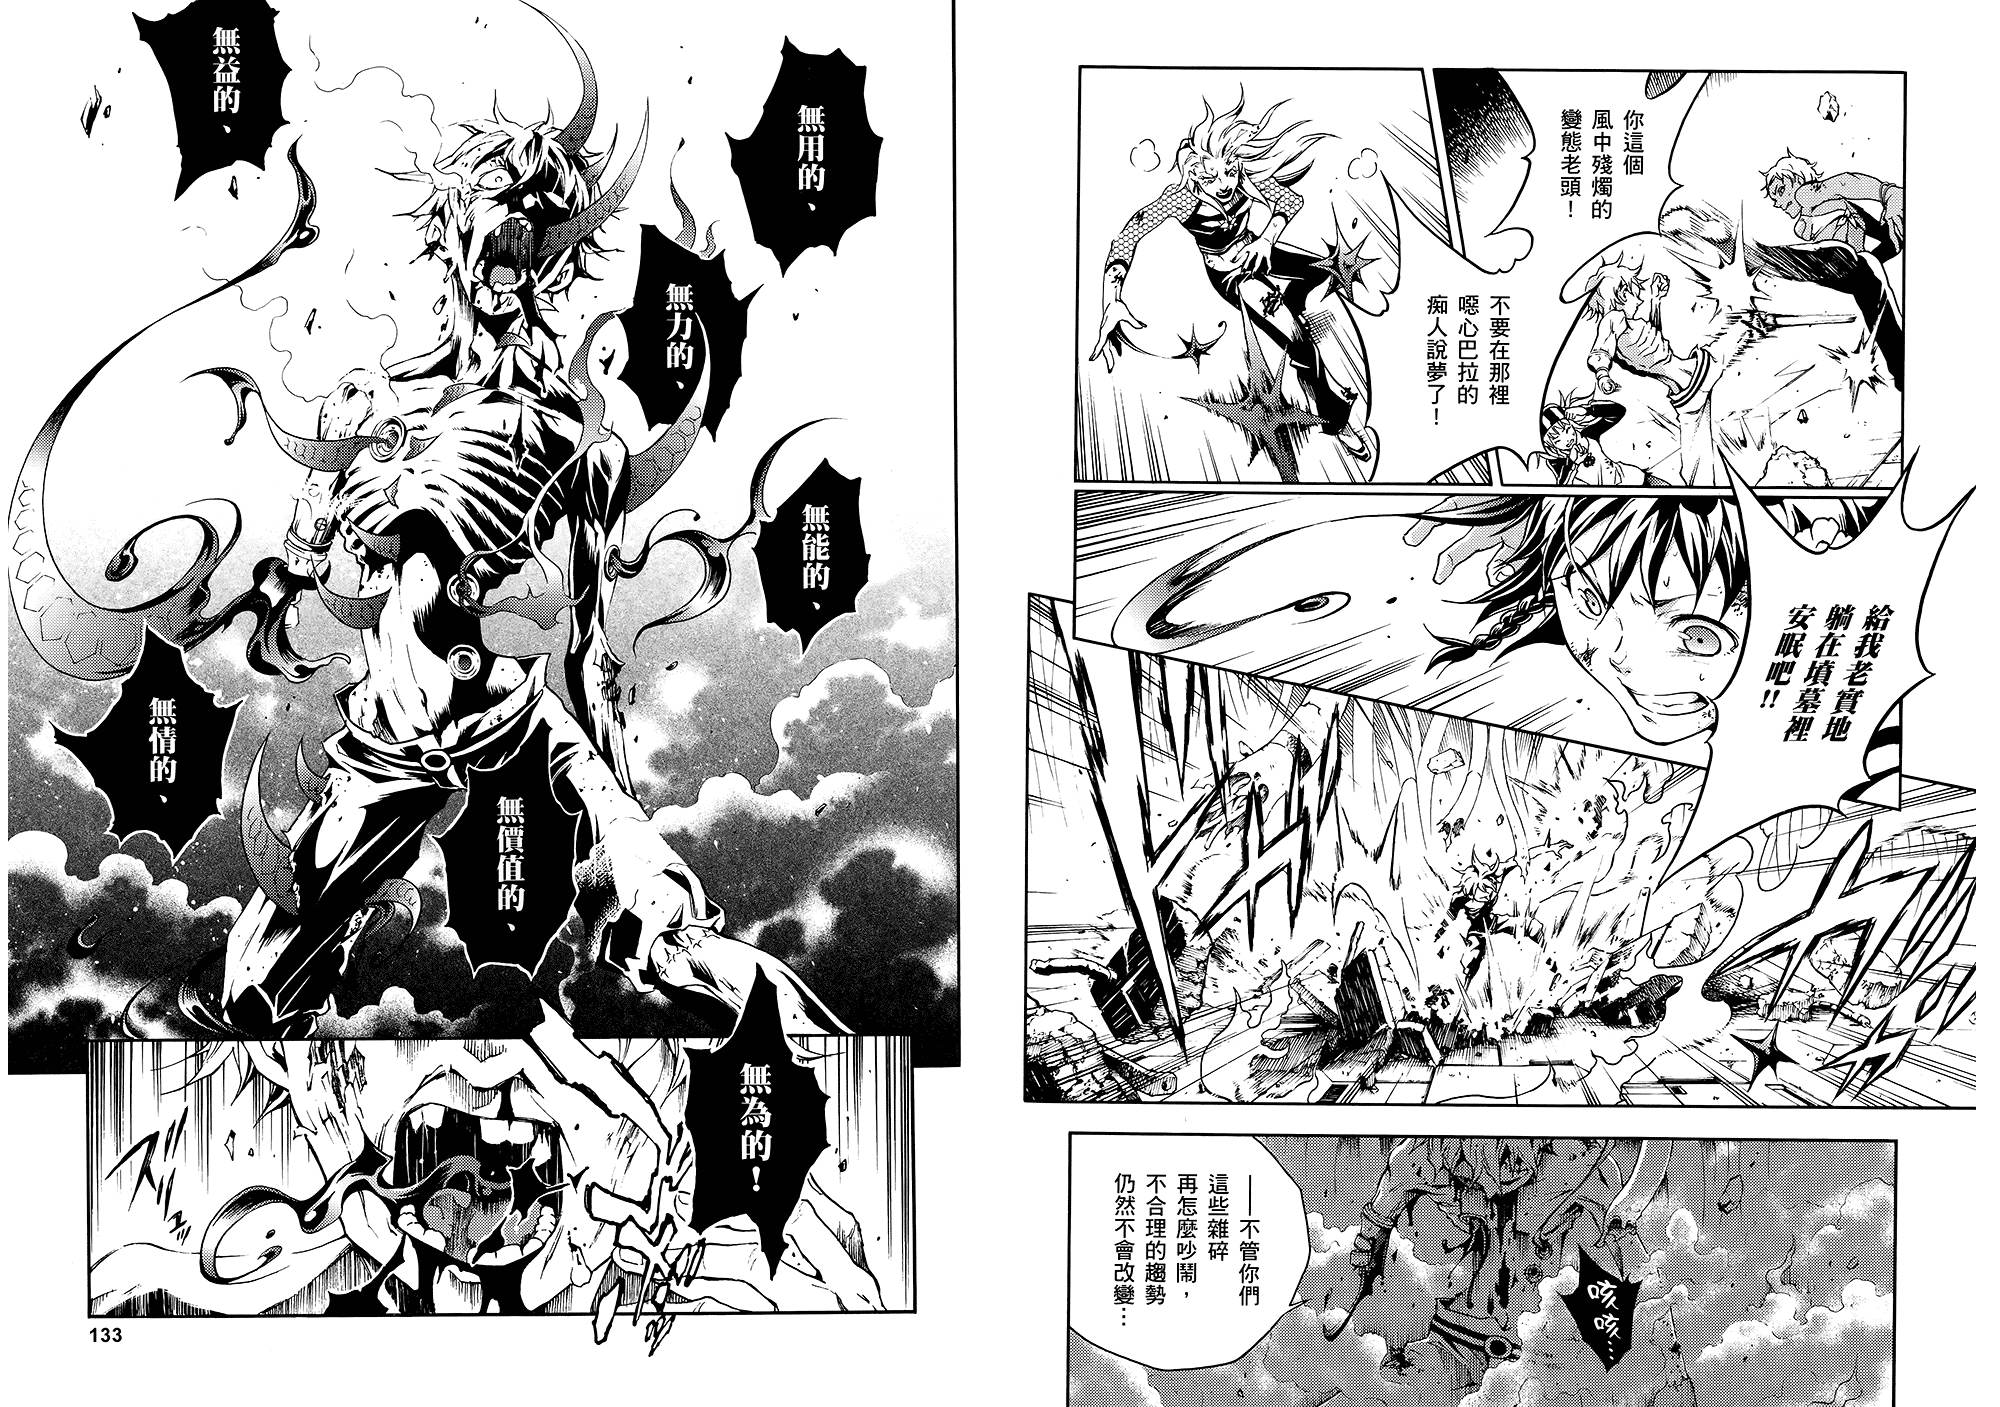 你這個
風中殘燭的
變態老頭！
不要在那裡
噁心巴拉的
痴人說夢了！
給我老實地
躺在墳墓裡
安眠吧!!
——不管你們
這些雜碎
再怎麼吵鬧，
不合理的趨勢
仍然不會改變…
咳
咳…
無用的、
無益的、
無力的、
無能的、
無情的、
無價值的、
無為的！
133